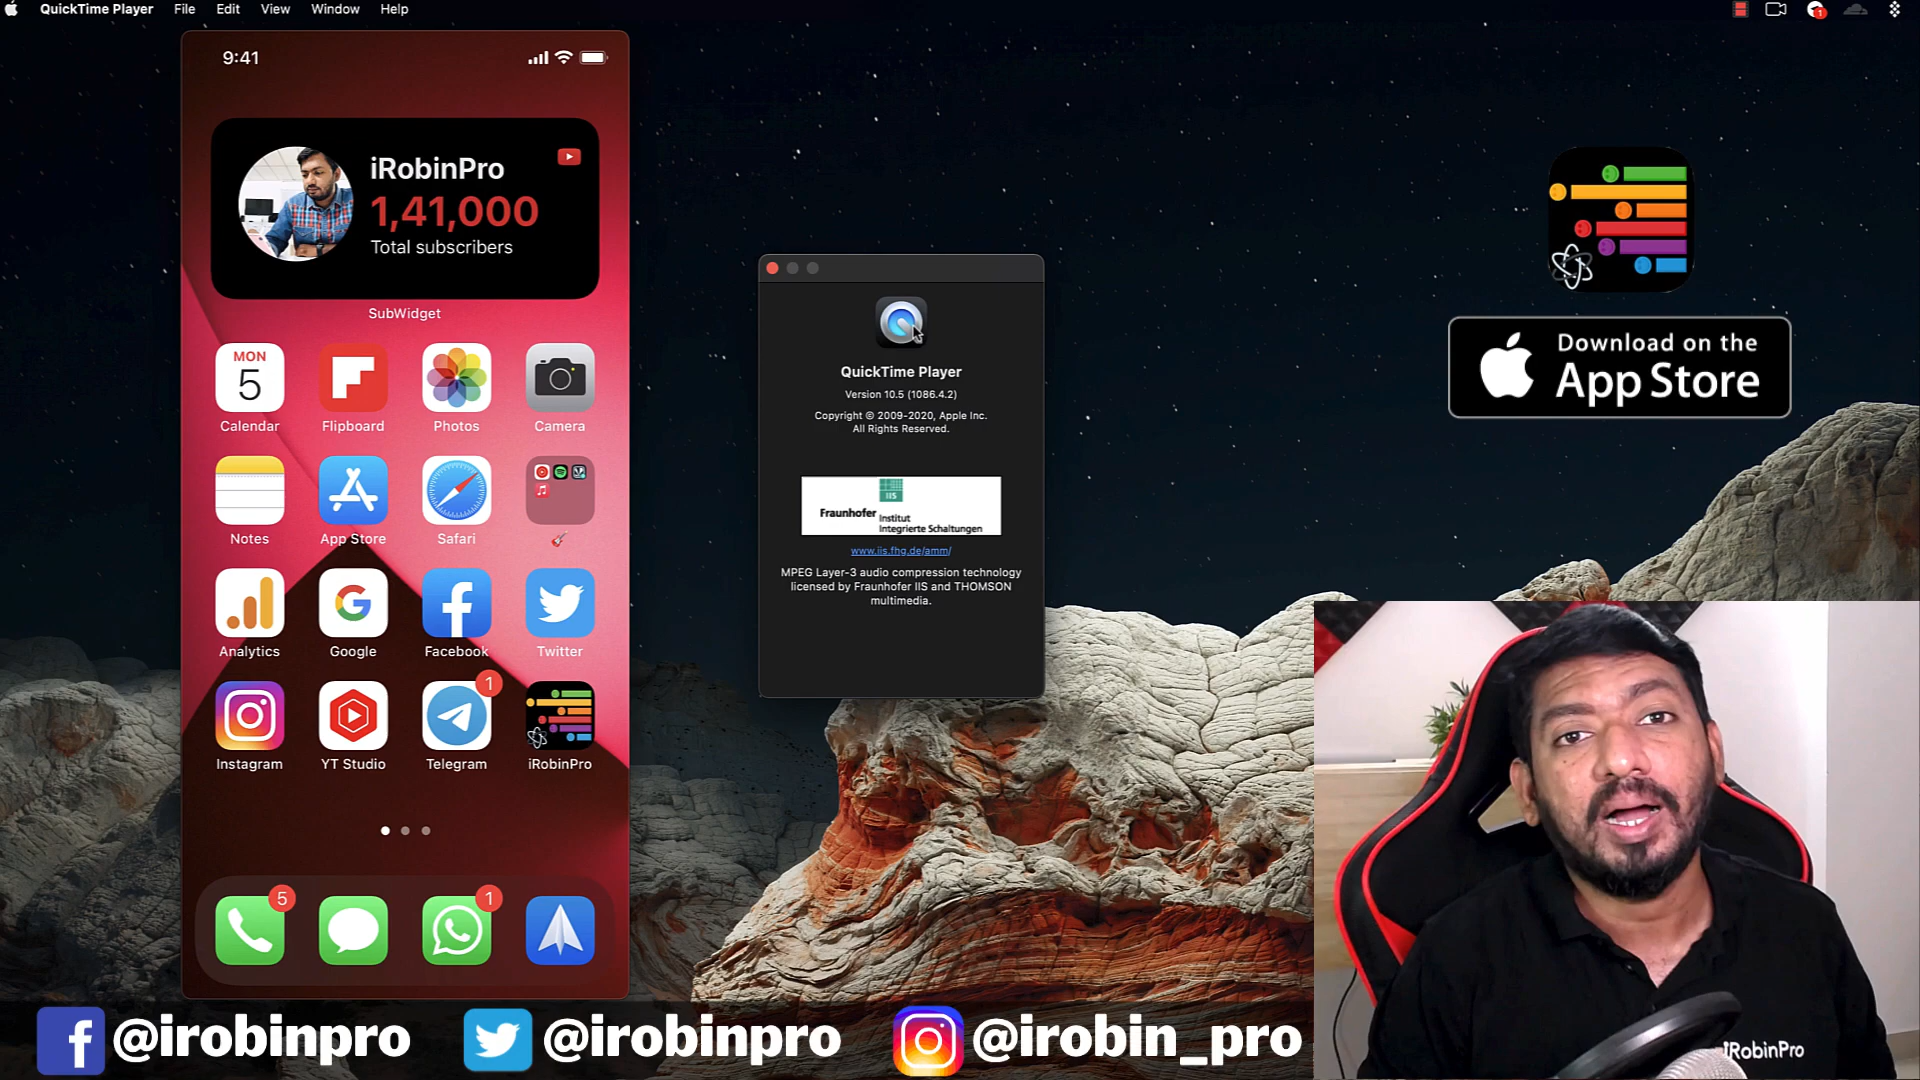 QuickTime Player File Edit View Window Help
1
9:41
iRobinPro
1,41,000
Total subscribers
SubWidget
MON
5
Calendar
Flipboard
Photos
Camera
Notes
App Store
Safari
Analytics
Google
Facebook
Twitter
1
Instagram
YT Studio
Telegram
iRobinPro
5
1
QuickTime Player
Version 10.5 (1086.4.2)
Copyright © 2009-2020, Apple Inc.
All Rights Reserved.
IIS
Fraunhofer Institut
Integrierte Schaltungen
www.iis.fhg.de/amm/
MPEG Layer-3 audio compression technology
licensed by Fraunhofer IIS and THOMSON
multimedia.
Download on the
App Store
iRobinPro
@irobinpro
@irobinpro
@irobin_pro